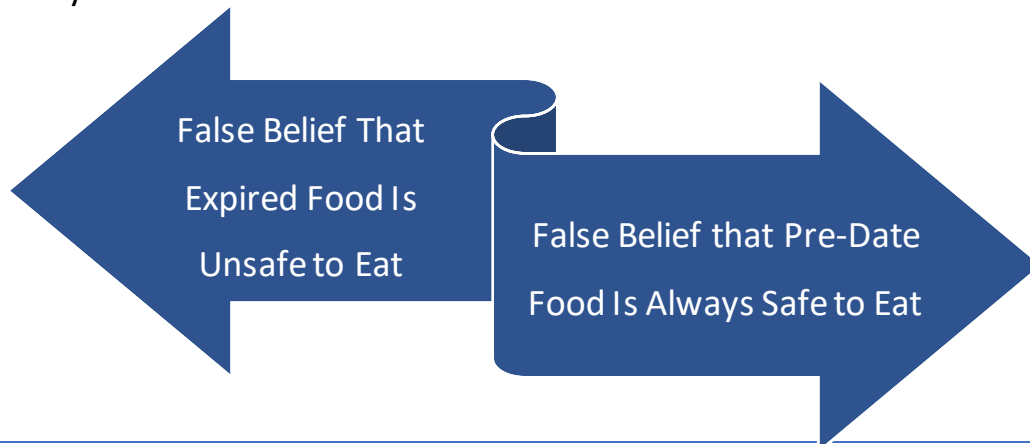 False Belief That
Expired Food Is
Unsafe to Eat
False Belief that Pre-Date
Food Is Always Safe to Eat